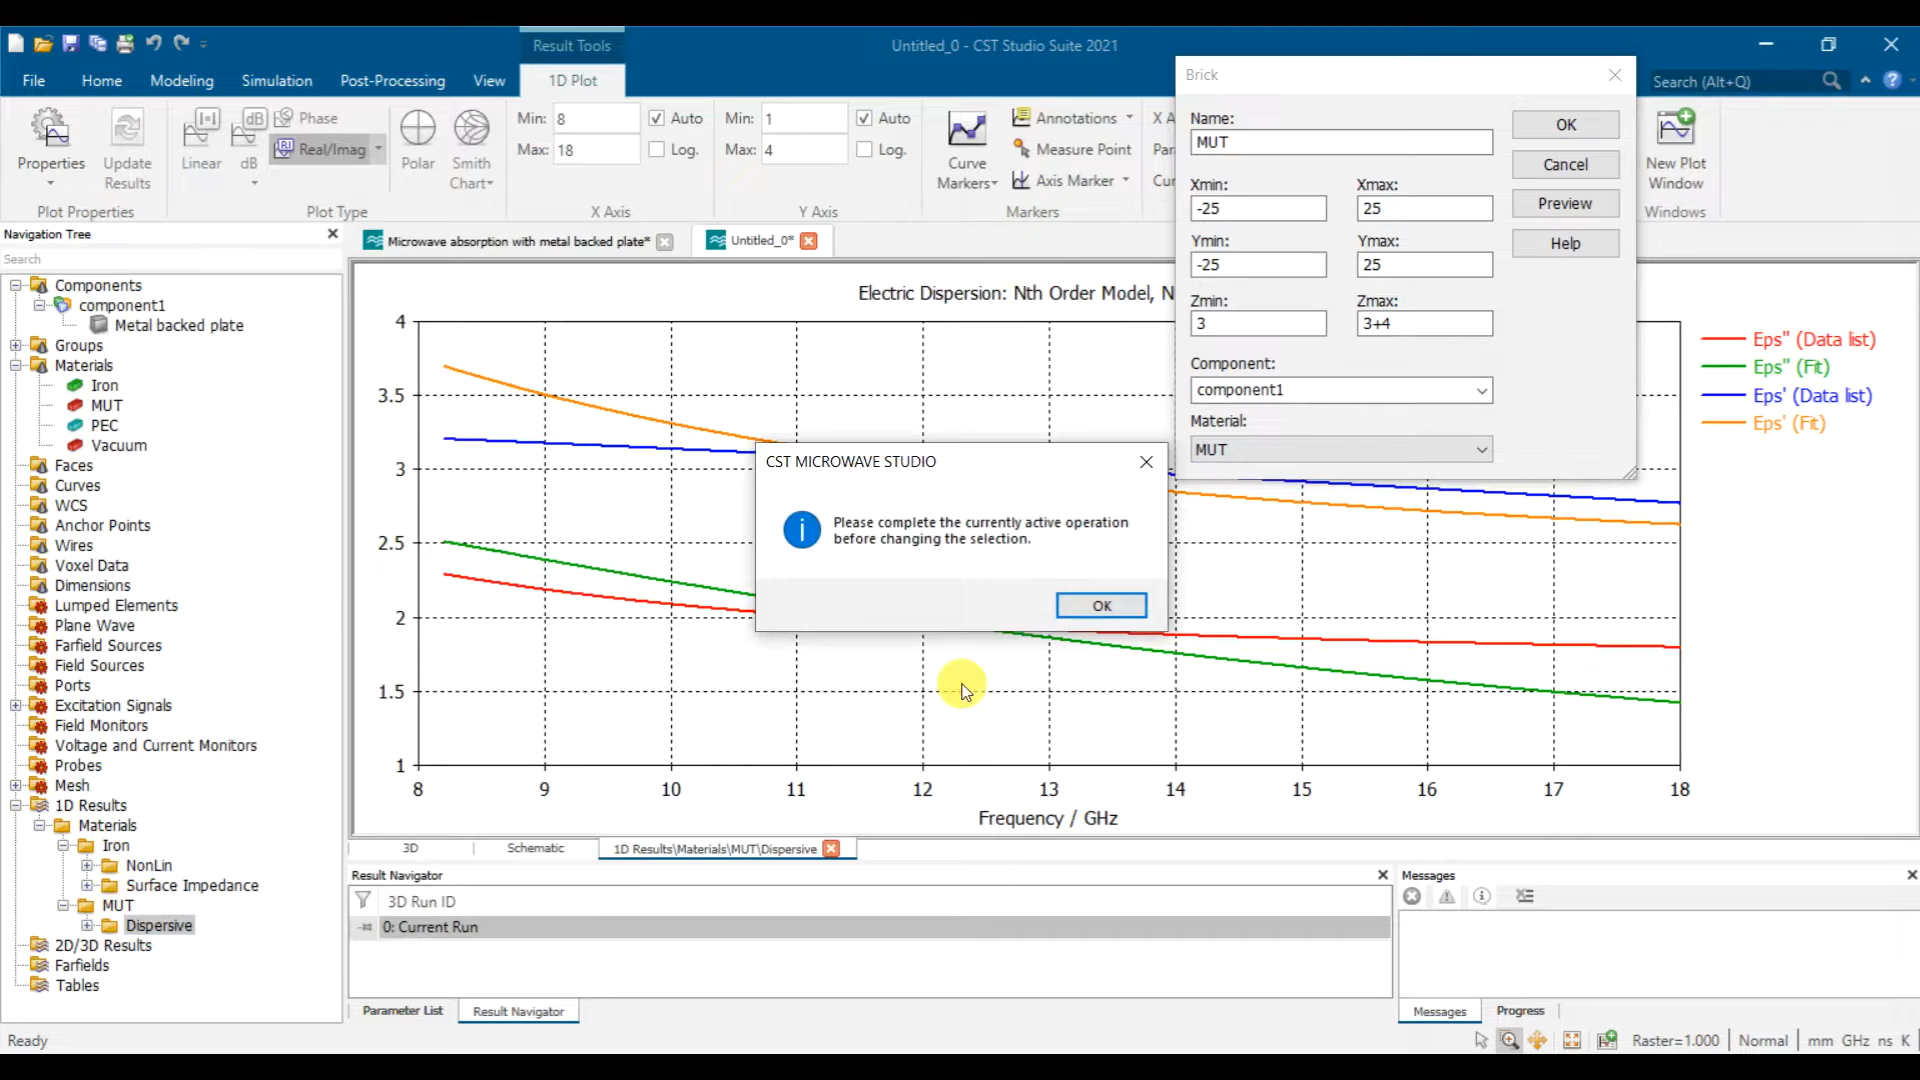 Result Tools
Untitled_0 - CST Studio Suite 2021
File
Home
Modeling
Simulation
Post-Processing
View
1D Plot
Search (Alt+Q)
Properties
Update Results
Linear
dB
Phase
Real/Imag
Polar
Smith Chart
Min: 8
Auto
Max: 18
Log.
Min: 1
Auto
Max: 4
Log.
Curve Markers
Annotations
Measure Point
Axis Marker
X A
Par
Cur
New Plot Window
Plot Properties
Plot Type
X Axis
Y Axis
Markers
Windows
Brick
Name:
MUT
Xmin:
-25
Xmax:
25
Ymin:
-25
Ymax:
25
Zmin:
3
Zmax:
3+4
Component:
component1
Material:
MUT
OK
Cancel
Preview
Help
Navigation Tree
Search
Components
component1
Metal backed plate
Groups
Materials
Iron
MUT
PEC
Vacuum
Faces
Curves
WCS
Anchor Points
Wires
Voxel Data
Dimensions
Lumped Elements
Plane Wave
Farfield Sources
Field Sources
Ports
Excitation Signals
Field Monitors
Voltage and Current Monitors
Probes
Mesh
1D Results
Materials
Iron
NonLin
Surface Impedance
MUT
Dispersive
2D/3D Results
Farfields
Tables
Microwave absorption with metal backed plate*
Untitled_0*
Electric Dispersion: Nth Order Model, N
4
3.5
3
2.5
2
1.5
1
8
9
10
11
12
13
14
15
16
17
18
Frequency / GHz
Eps'' (Data list)
Eps'' (Fit)
Eps' (Data list)
Eps' (Fit)
CST MICROWAVE STUDIO
Please complete the currently active operation
before changing the selection.
OK
3D
Schematic
1D Results\Materials\MUT\Dispersive
Result Navigator
3D Run ID
0: Current Run
Parameter List
Result Navigator
Messages
Messages
Progress
Ready
Raster=1.000
Normal
mm GHz ns K